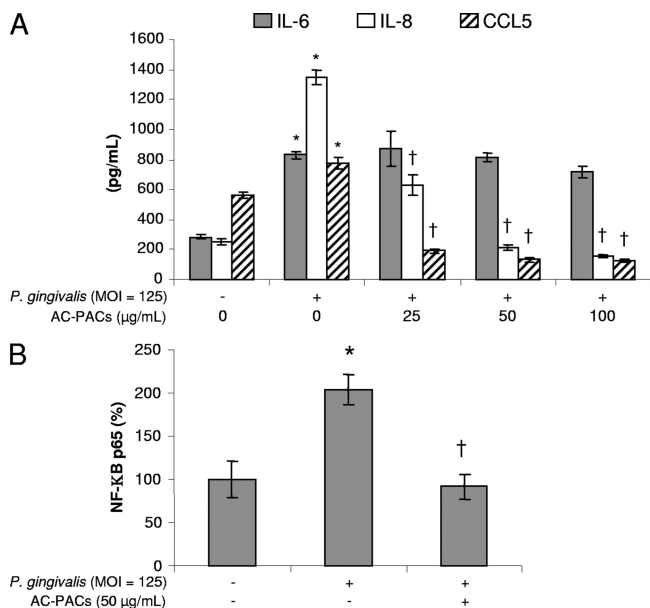 A
IL-6 IL-8 CCL5
1600
1400
1200
1000
800
600
400
200
0
(pg/mL)
* * *
† †
† †
† †
P. gingivalis (MOI = 125) - + + + +
AC-PACs (μg/mL) 0 0 25 50 100
B
250
200
150
100
50
0
NF-κB p65 (%)
*
†
P. gingivalis (MOI = 125) - + +
AC-PACs (50 μg/mL) - - +